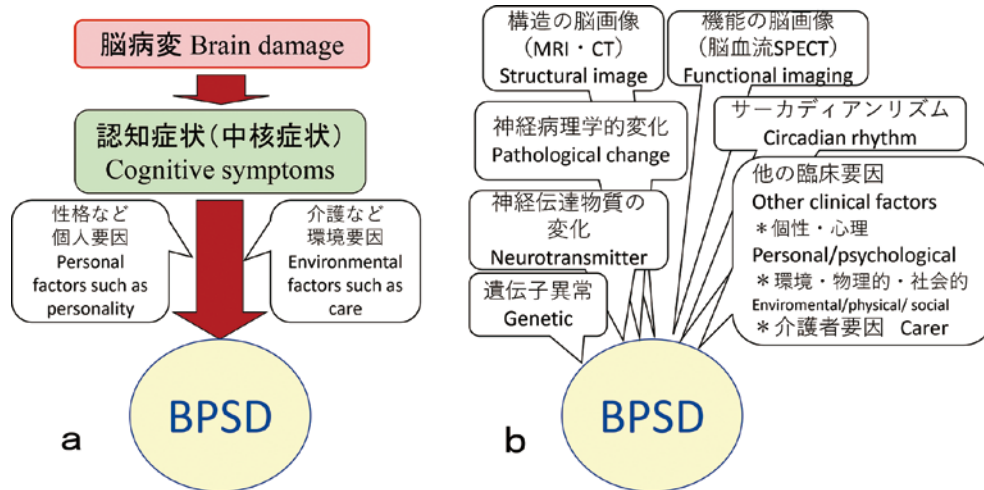 脳病変 Brain damage
認知症状（中核症状）
Cognitive symptoms
性格など
個人要因
Personal
factors such as
personality
介護など
環境要因
Environmental
factors such as
care
BPSD
a
構造の脳画像
（MRI・CT）
Structural image
機能の脳画像
（脳血流SPECT）
Functional imaging
神経病理学的変化
Pathological change
サーカディアンリズム
Circadian rhythm
神経伝達物質の
変化
Neurotransmitter
遺伝子異常
Genetic
他の臨床要因
Other clinical factors
＊個性・心理
Personal/psychological
＊環境・物理的・社会的
Enviromental/physical/ social
＊介護者要因 Carer
BPSD
b